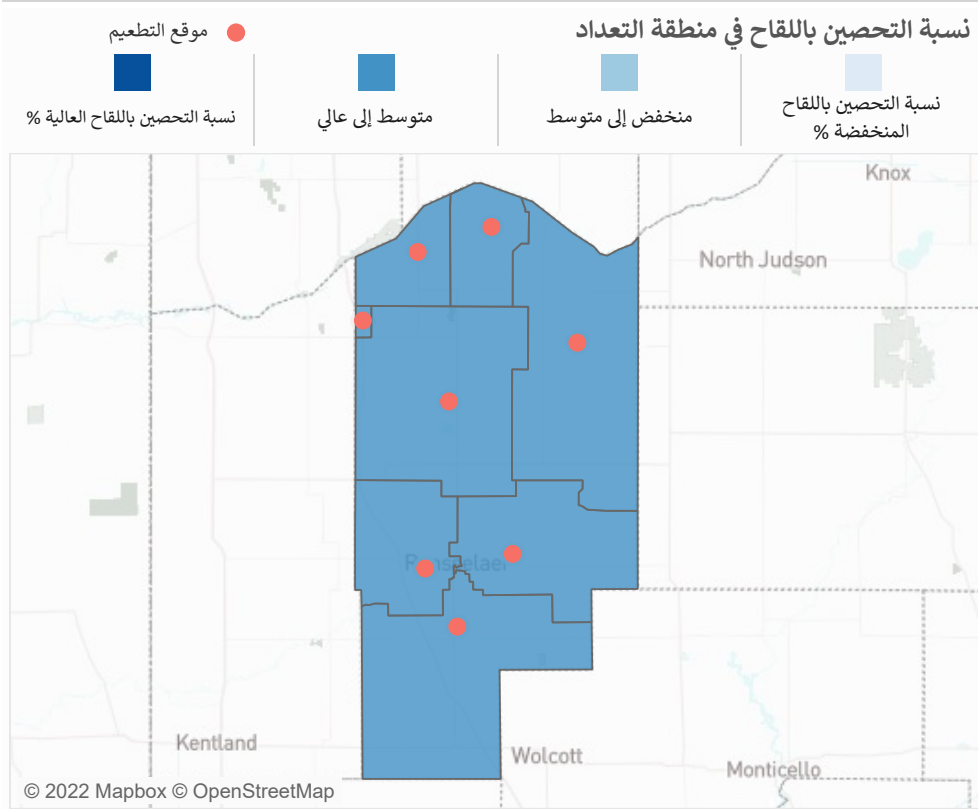 نسبة التحصين باللقاح في منطقة التعداد
موقع التطعيم
نسبة التحصين باللقاح
المنخفضة %
منخفض إلى متوسط
متوسط إلى عالي
نسبة التحصين باللقاح العالية %
Knox
North Judson
Rensselaer
Kentland
Wolcott
Monticello
© 2022 Mapbox © OpenStreetMap